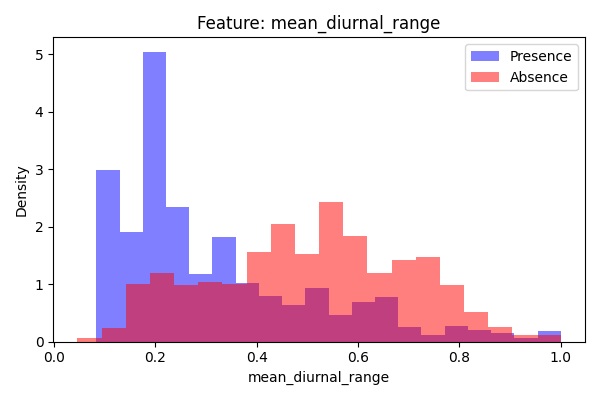 Feature: mean_diurnal_range
Presence
Absence
Density
5
4
3
2
1
0
0.0 0.2 0.4 0.6 0.8 1.0
mean_diurnal_range